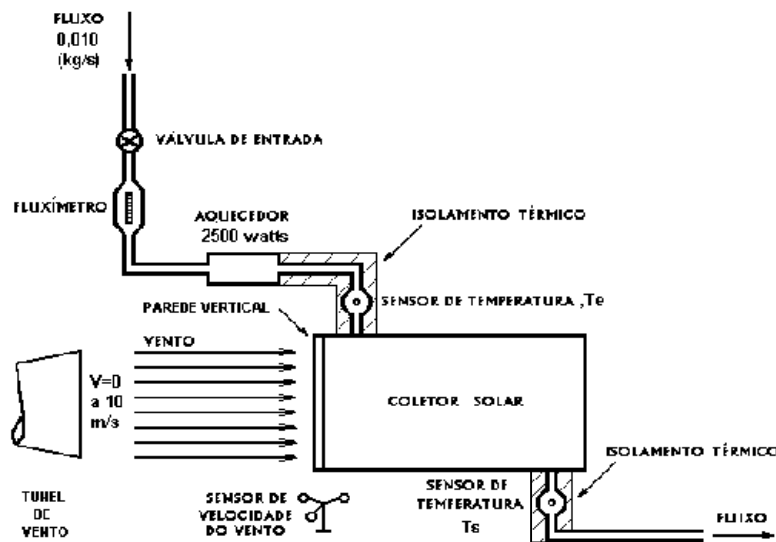 FLUXO
0,010
(kg/s)
VÁLVULA DE ENTRADA
FLUXÍMETRO
AQUECEDOR
2500 watts
ISOLAMENTO TÉRMICO
SENSOR DE TEMPERATURA ,Te
PAREDE VERTICAL
VENTO
V=0
a 10
m/s
COLETOR SOLAR
TUNEL
DE
VENTO
SENSOR DE
VELOCIDADE
DO VENTO
SENSOR DE
TEMPERATURA
Ts
ISOLAMENTO TÉRMICO
FLUXO